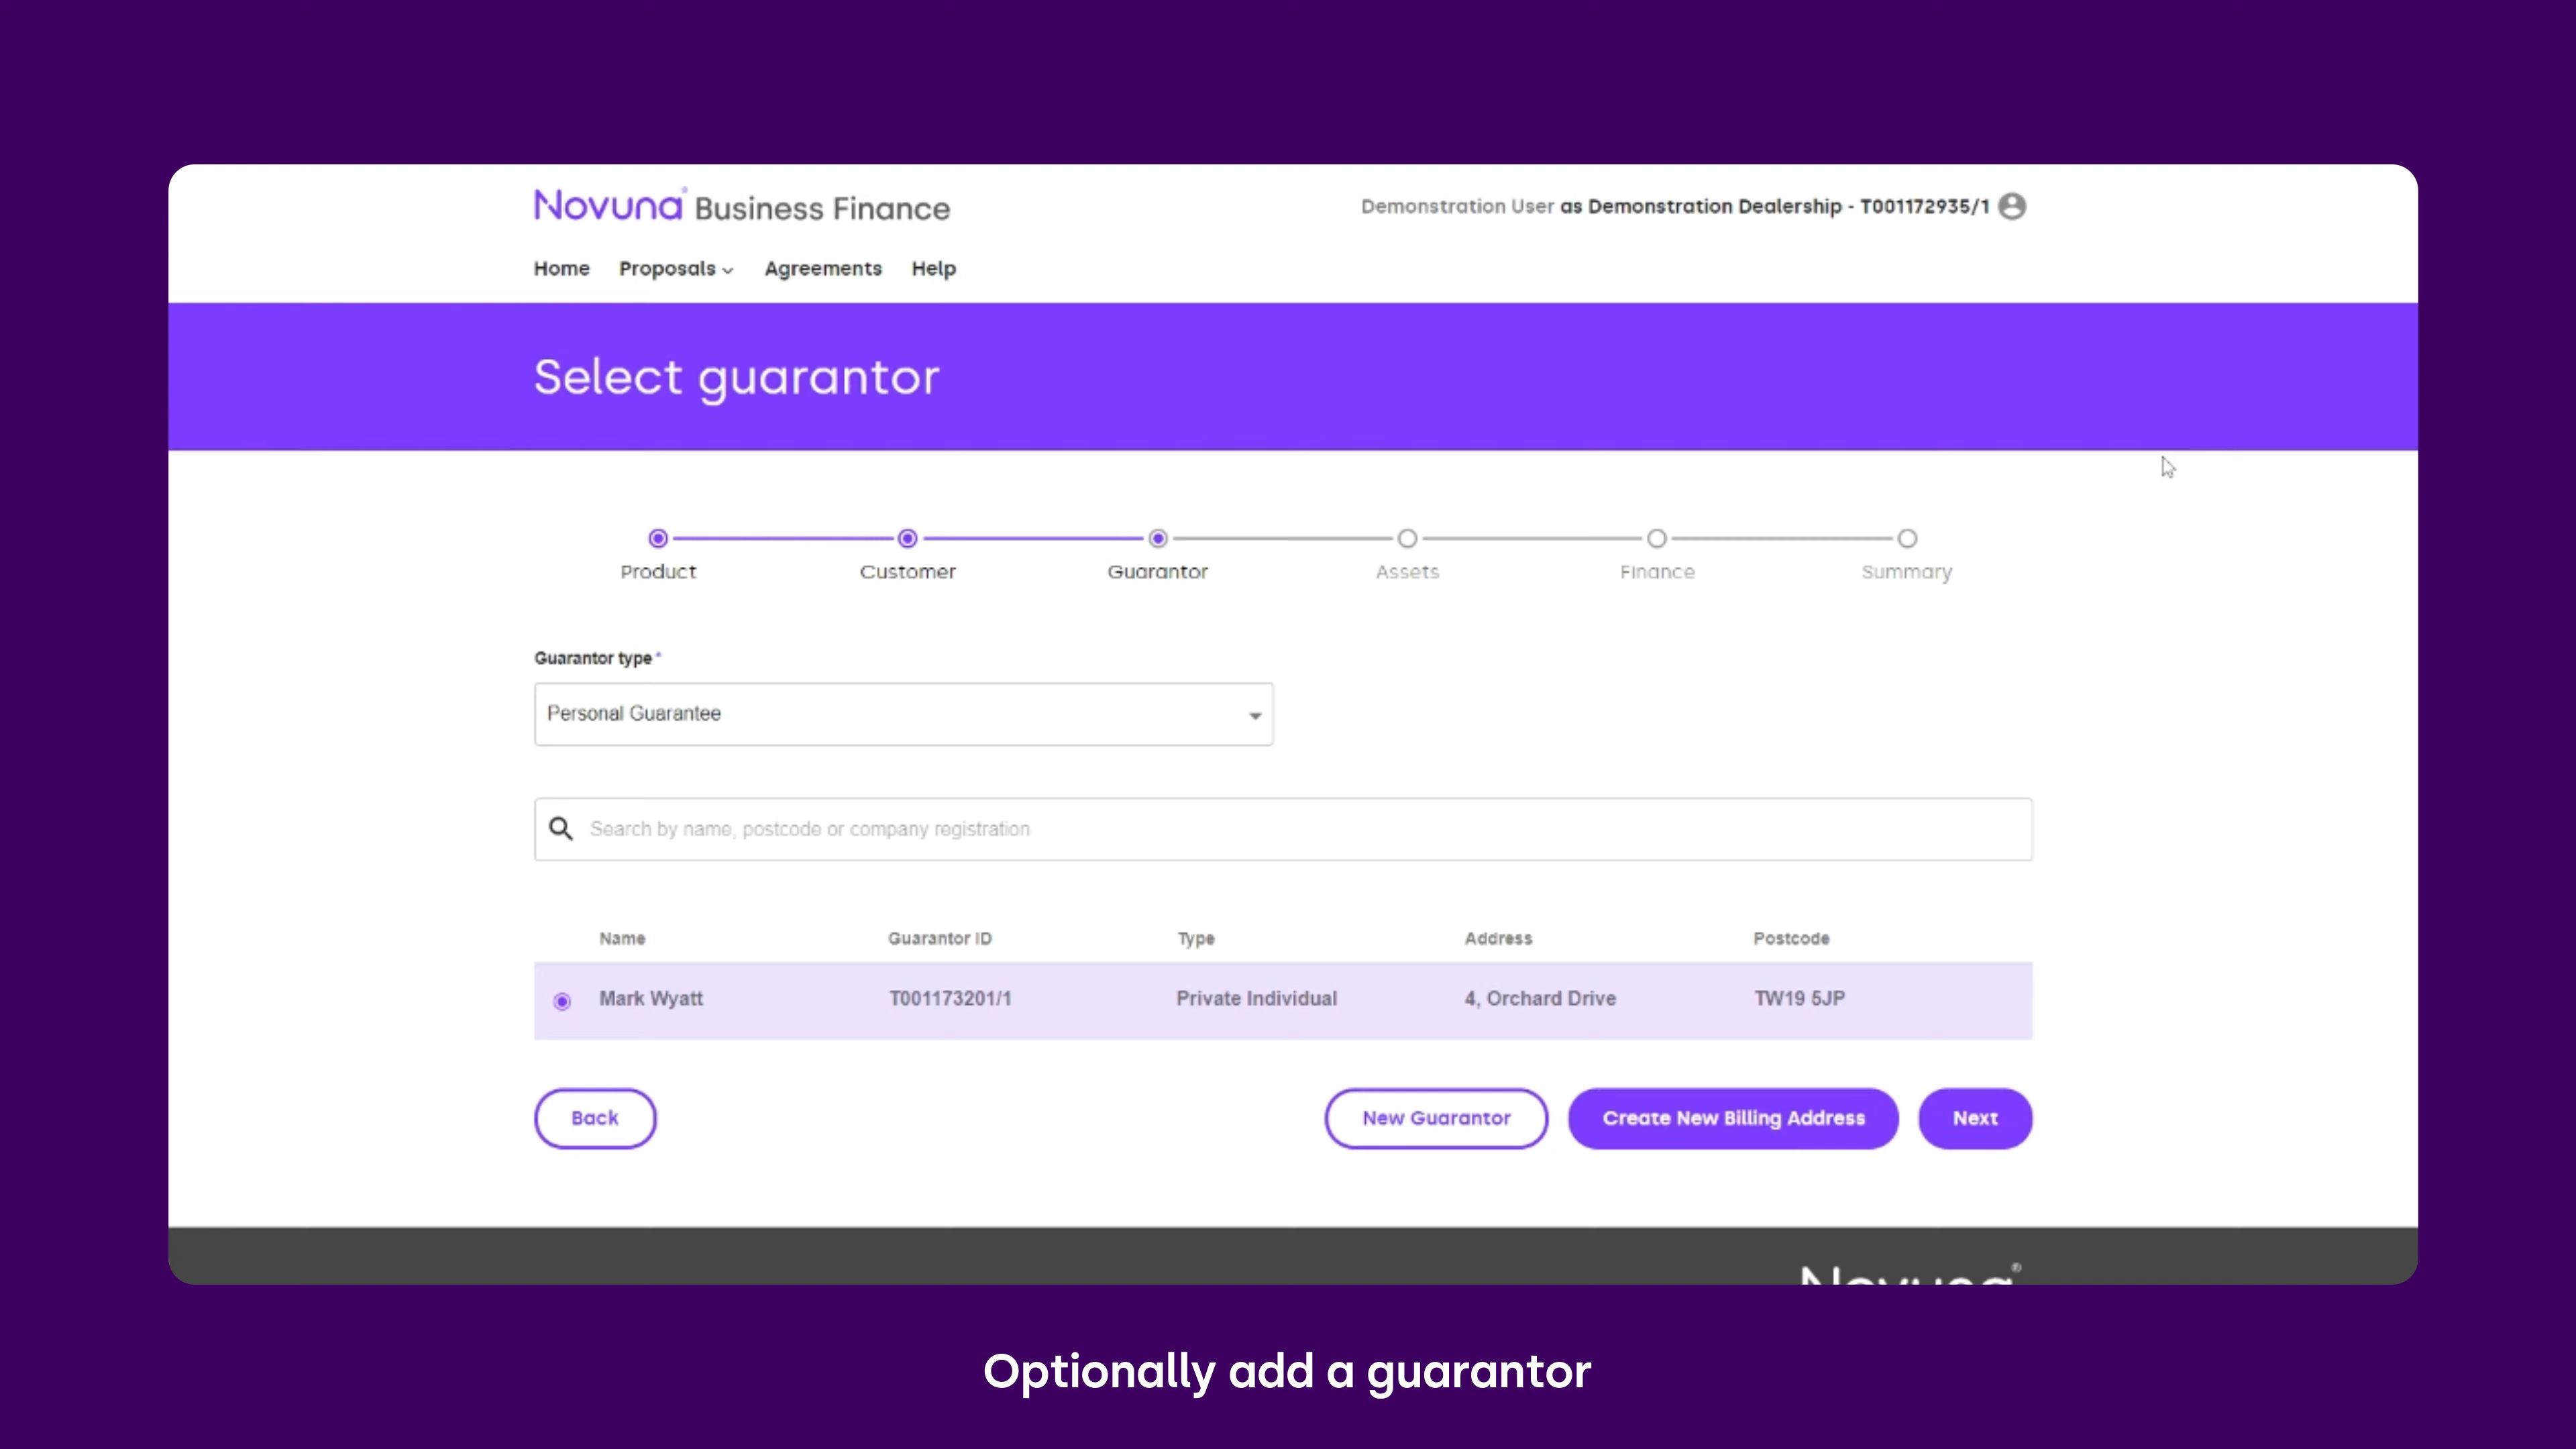 Novuna® Business Finance
Demonstration User as Demonstration Dealership - T001172935/1
Home Proposals Agreements Help
Select guarantor
Product Customer Guarantor Assets Finance Summary
Guarantor type*
Personal Guarantee
Search by name, postcode or company registration
Name Guarantor ID Type Address Postcode
Mark Wyatt T001173201/1 Private Individual 4, Orchard Drive TW19 5JP
Back New Guarantor Create New Billing Address Next
Novuna®
Optionally add a guarantor